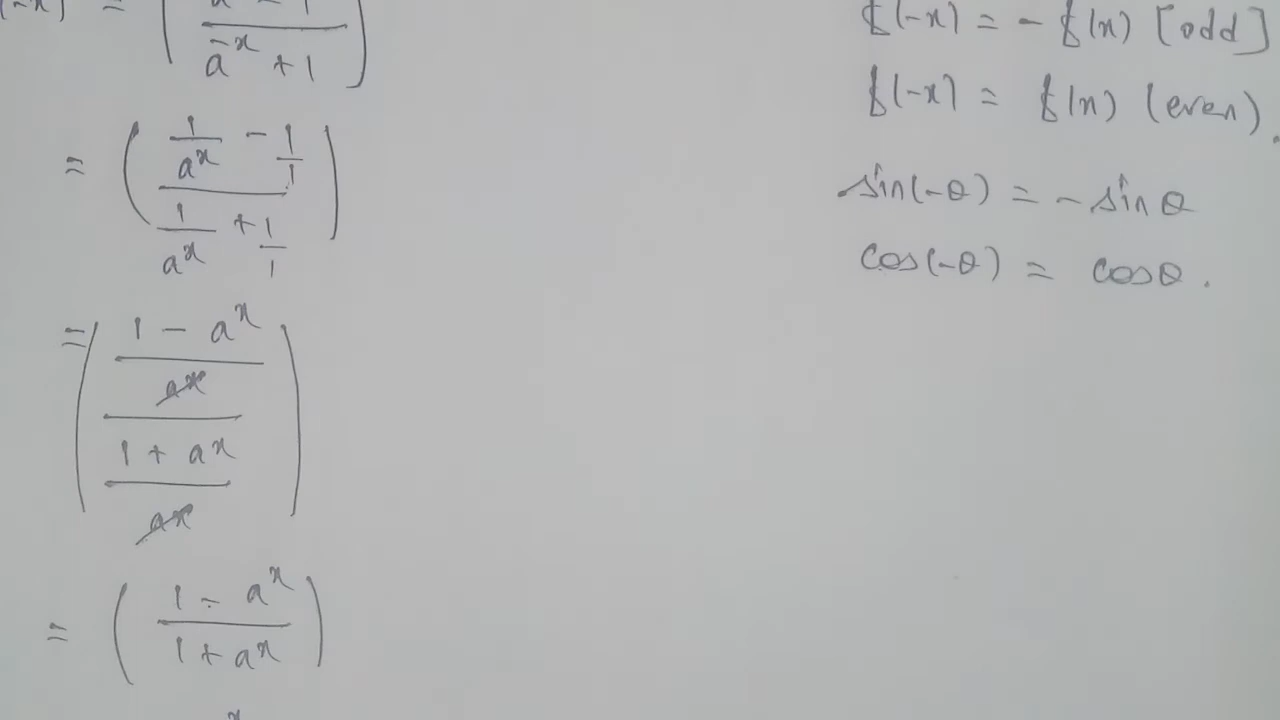 (-x) = (a^-x - 1 / a^-x + 1)
= (1/a^x - 1/1 / 1/a^x + 1/1)
= (1 - a^x / a^x / 1 + a^x / a^x)
= (1 - a^x / 1 + a^x)
x
f(-x) = - f(x) [odd]
f(-x) = f(x) (even).
sin(-θ) = - sin θ
cos(-θ) = cos θ.